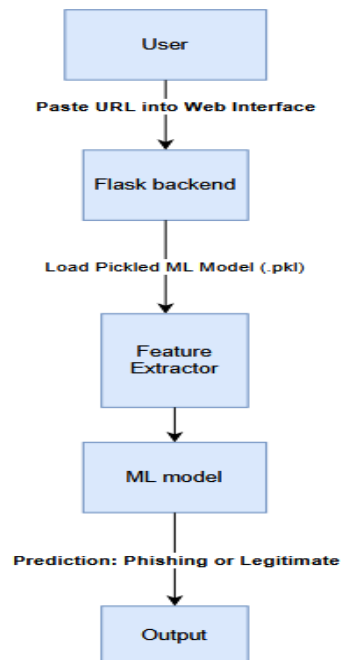 User
Paste URL into Web Interface
Flask backend
Load Pickled ML Model (.pkl)
Feature
Extractor
ML model
Prediction: Phishing or Legitimate
Output